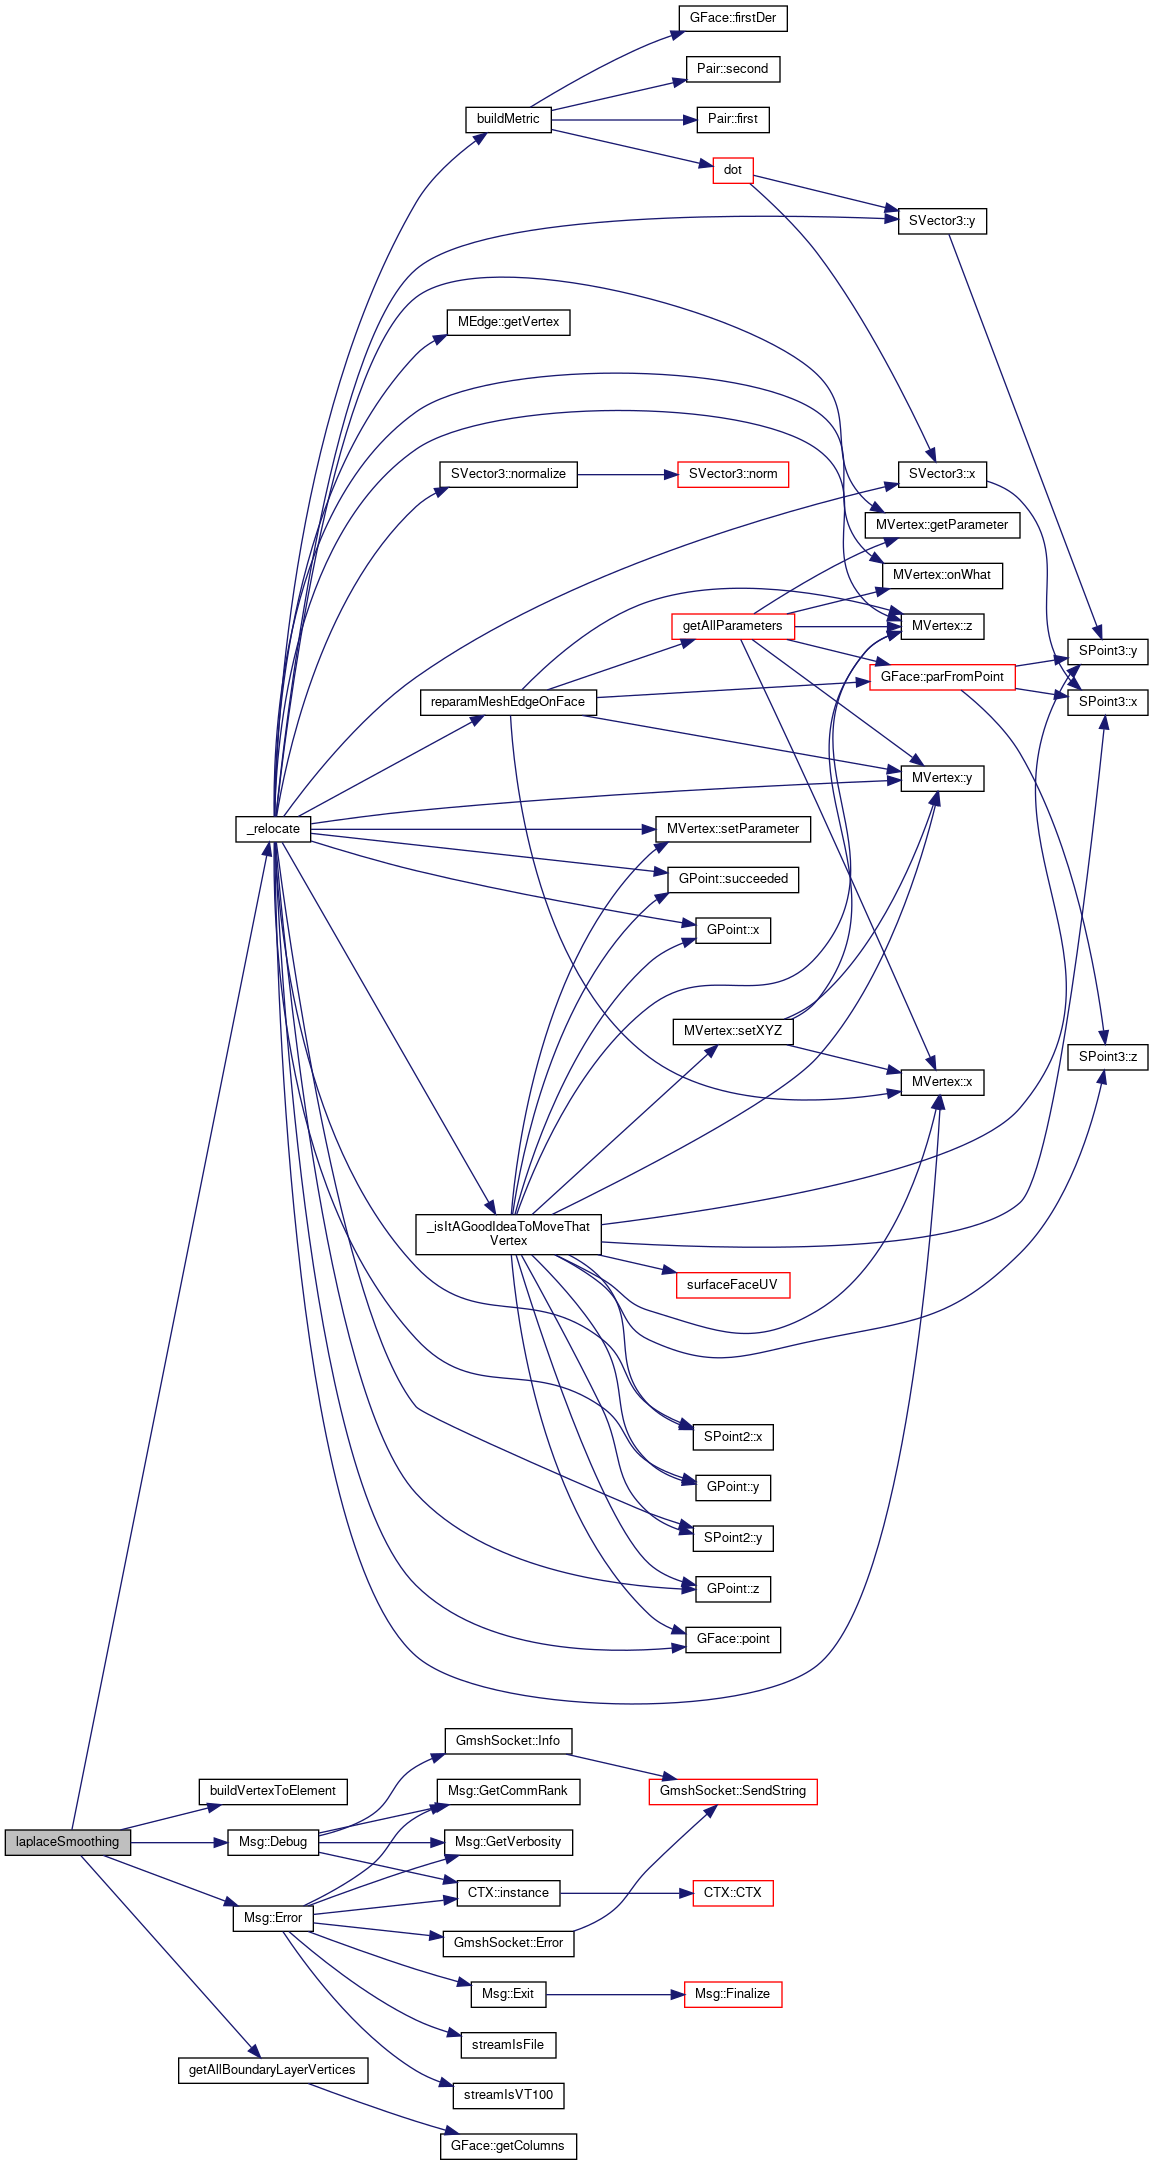 GFace::firstDer
Pair::second
buildMetric
Pair::first
dot
SVector3::y
MEdge::getVertex
SVector3::normalize
SVector3::norm
SVector3::x
MVertex::getParameter
MVertex::onWhat
getAllParameters
MVertex::z
SPoint3::y
GFace::parFromPoint
reparamMeshEdgeOnFace
SPoint3::x
MVertex::y
_relocate
MVertex::setParameter
GPoint::succeeded
GPoint::x
MVertex::setXYZ
SPoint3::z
MVertex::x
_isItAGoodIdeaToMoveThat
Vertex
surfaceFaceUV
SPoint2::x
GPoint::y
SPoint2::y
GPoint::z
GFace::point
GmshSocket::Info
buildVertexToElement
Msg::GetCommRank
GmshSocket::SendString
laplaceSmoothing
Msg::Debug
Msg::GetVerbosity
CTX::instance
CTX::CTX
Msg::Error
GmshSocket::Error
Msg::Exit
Msg::Finalize
streamIsFile
getAllBoundaryLayerVertices
streamIsVT100
GFace::getColumns